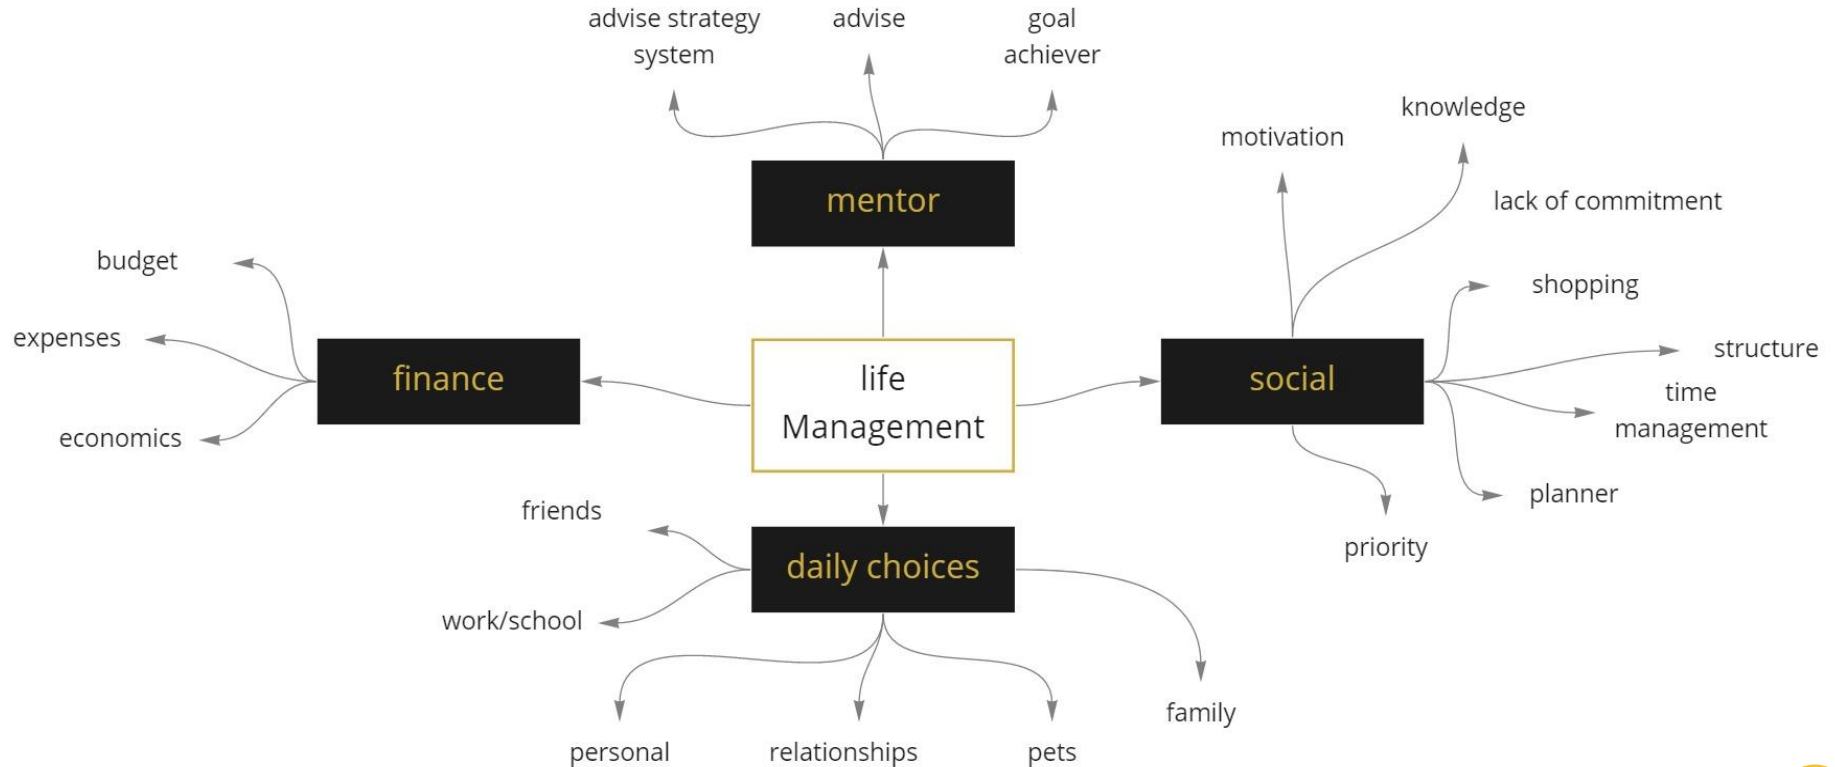 advise strategy
system
advise
goal
achiever
mentor
motivation
knowledge
lack of commitment
shopping
structure
time
management
planner
priority
social
budget
expenses
economics
finance
life
Management
daily choices
friends
work/school
personal
relationships
pets
family